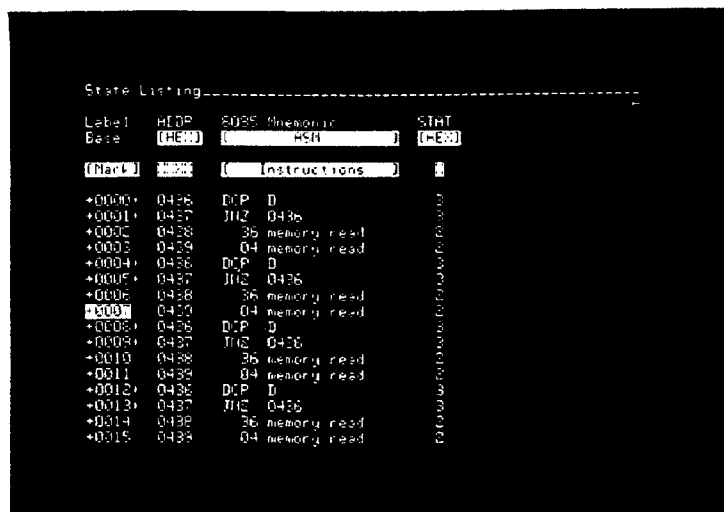 State Listing
Label ADDR 8085 Mnemonic STAT
Base [HEX] [ ASM ] [HEX]
[Mark] [ Instructions ]
+0000+ 0436 DCR D 3
+0001+ 0437 JNZ 0436 3
+0002 0438 36 memory read 2
+0003 0439 04 memory read 2
+0004+ 0436 DCR D 3
+0005+ 0437 JNZ 0436 3
+0006 0438 36 memory read 2
+0007 0439 04 memory read 2
+0008+ 0436 DCR D 3
+0009+ 0437 JNZ 0436 3
+0010 0438 36 memory read 2
+0011 0439 04 memory read 2
+0012+ 0436 DCR D 3
+0013+ 0437 JNZ 0436 3
+0014 0438 36 memory read 2
+0015 0439 04 memory read 2